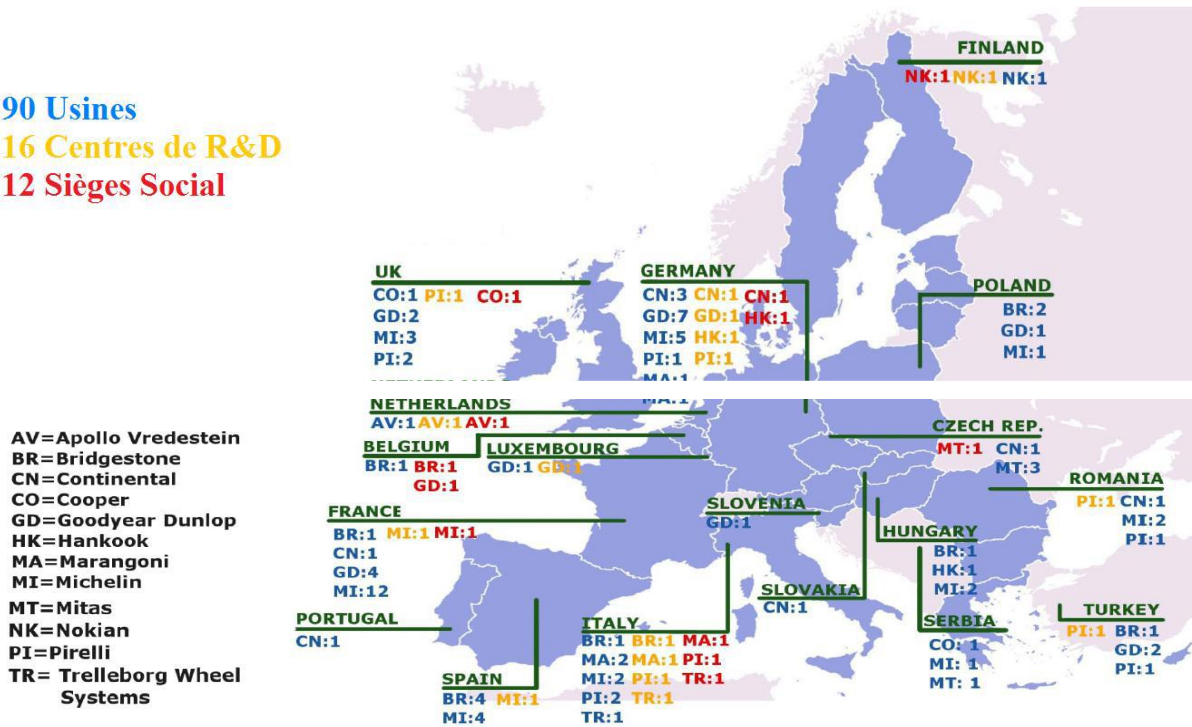 90 Usines
16 Centres de R&D
12 Sièges Social
FINLAND
NK:1 NK:1 NK:1
UK
CO:1 PI:1 CO:1
GD:2
MI:3
PI:2
GERMANY
CN:3 CN:1 CN:1
GD:7 GD:1 HK:1
MI:5 HK:1
PI:1 PI:1
MA:1
POLAND
BR:2
GD:1
MI:1
NETHERLANDS
AV:1 AV:1 AV:1
BELGIUM
BR:1 BR:1
GD:1
LUXEMBOURG
GD:1 GD:1
CZECH REP.
MT:1 CN:1
MT:3
ROMANIA
PI:1 CN:1
MI:2
PI:1
FRANCE
BR:1 MI:1 MI:1
CN:1
GD:4
MI:12
SLOVENIA
GD:1
HUNGARY
BR:1
HK:1
MI:2
SLOVAKIA
CN:1
PORTUGAL
CN:1
SPAIN
BR:4 MI:1
MI:4
ITALY
BR:1 BR:1 MA:1
MA:2 MA:1 PI:1
MI:2 PI:1 TR:1
PI:2 TR:1
TR:1
SERBIA
CO: 1
MI: 1
MT: 1
TURKEY
PI:1 BR:1
GD:2
PI:1
AV=Apollo Vredestein
BR=Bridgestone
CN=Continental
CO=Cooper
GD=Goodyear Dunlop
HK=Hankook
MA=Marangoni
MI=Michelin
MT=Mitas
NK=Nokian
PI=Pirelli
TR= Trelleborg Wheel
Systems